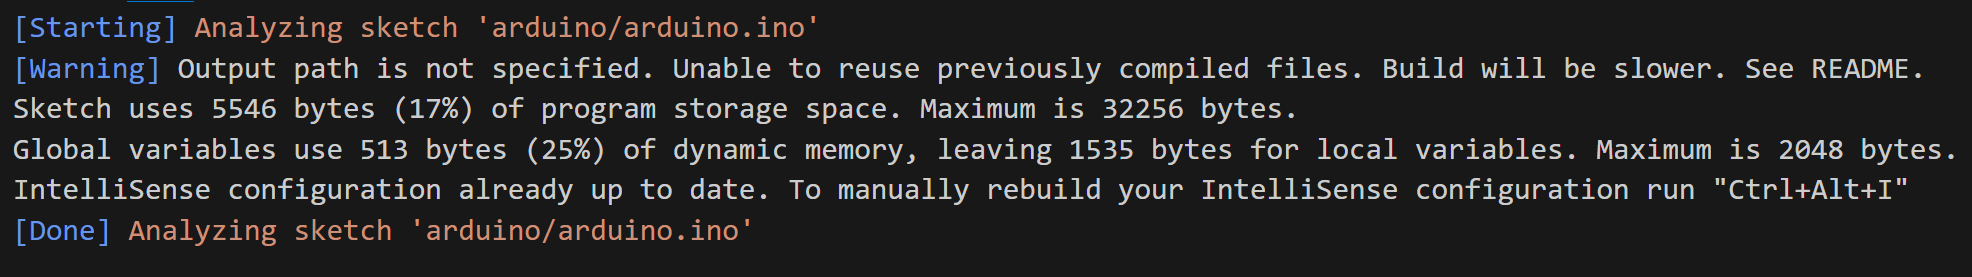 [Starting] Analyzing sketch 'arduino/arduino.ino'
[Warning] Output path is not specified. Unable to reuse previously compiled files. Build will be slower. See README.
Sketch uses 5546 bytes (17%) of program storage space. Maximum is 32256 bytes.
Global variables use 513 bytes (25%) of dynamic memory, leaving 1535 bytes for local variables. Maximum is 2048 bytes.
IntelliSense configuration already up to date. To manually rebuild your IntelliSense configuration run "Ctrl+Alt+I"
[Done] Analyzing sketch 'arduino/arduino.ino'